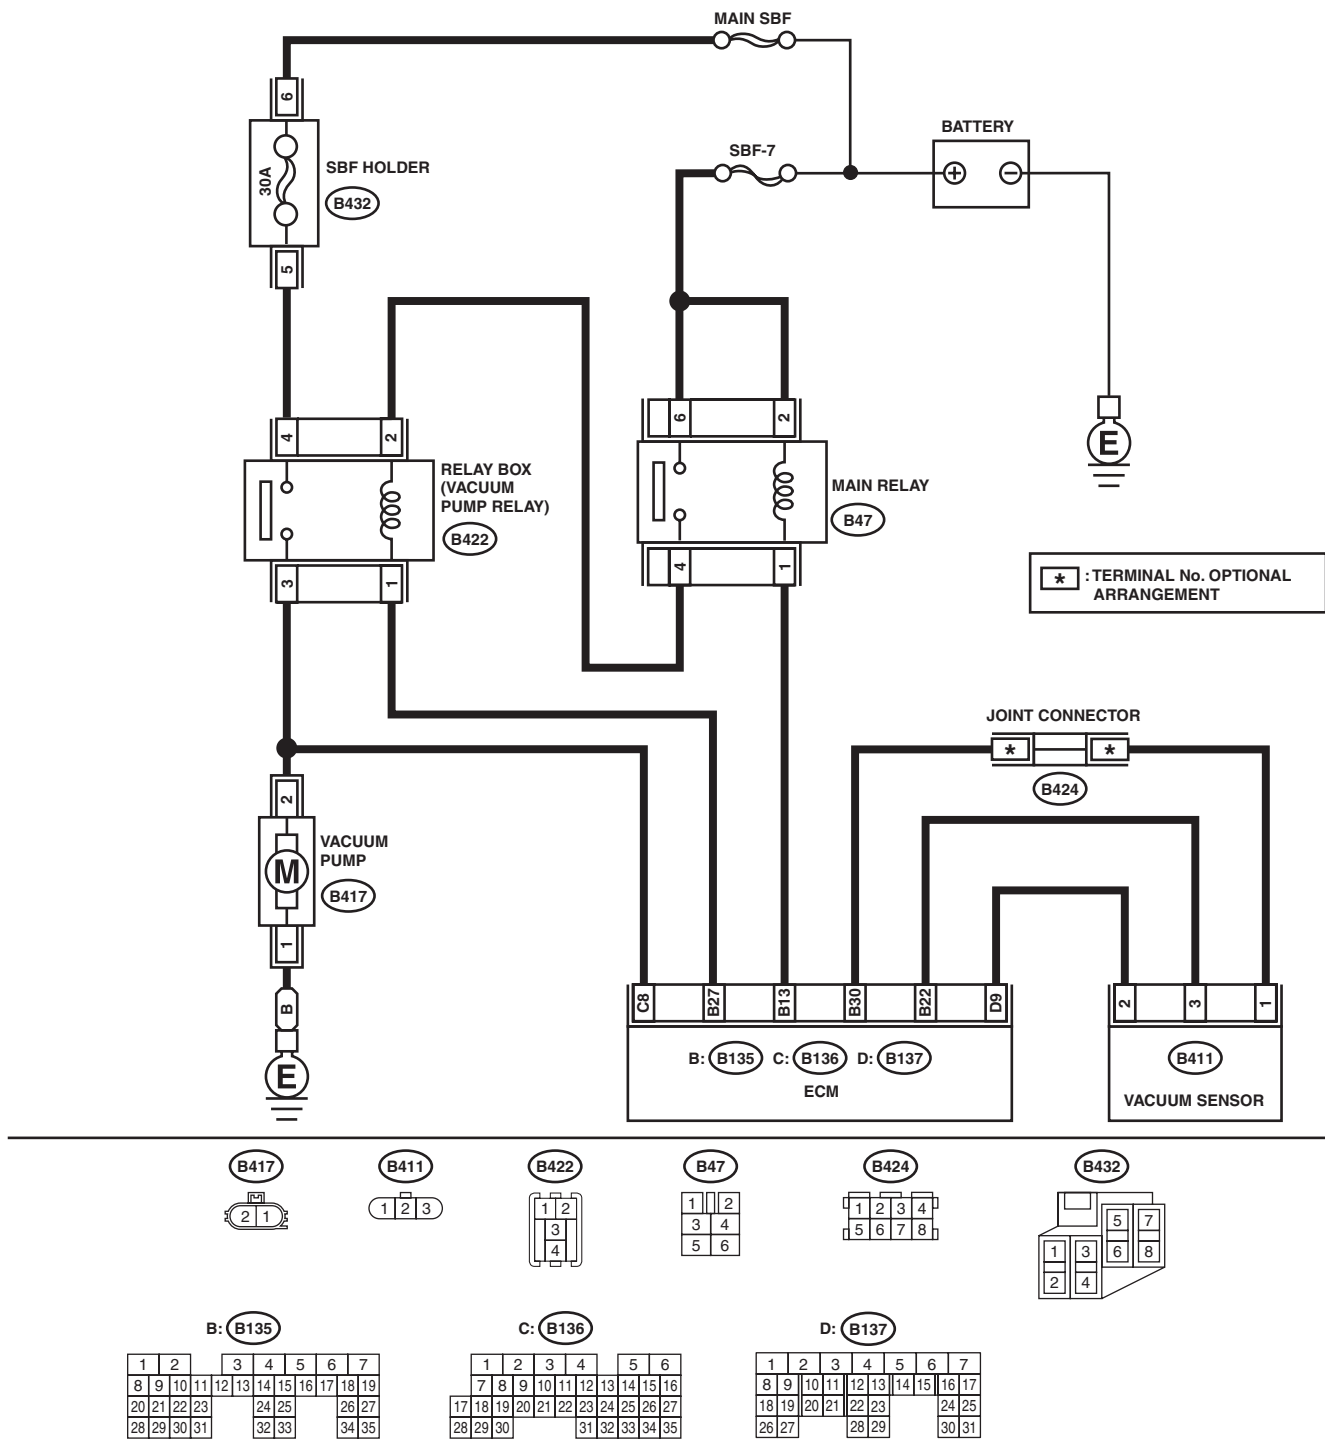 MAIN SBF
BATTERY
SBF-7
+
−
6
30A
SBF HOLDER
B432
5
4
2
6
2
RELAY BOX
(VACUUM
PUMP RELAY)
B422
MAIN RELAY
B47
E
3
1
4
1
* : TERMINAL No. OPTIONAL
ARRANGEMENT
JOINT CONNECTOR
* *
B424
2
VACUUM
PUMP
M
B417
1
B
E
C8 B27 B13 B30 B22 D9
2 3 1
B: B135 C: B136 D: B137
ECM
B411
VACUUM SENSOR
B417
2 1
B411
1 2 3
B422
1 2
3
4
B47
1 2
3 4
5 6
B424
1 2 3 4
5 6 7 8
B432
5 7
1 3 6 8
2 4
B: B135
1 2 3 4 5 6 7
8 9 10 11 12 13 14 15 16 17 18 19
20 21 22 23 24 25 26 27
28 29 30 31 32 33 34 35
C: B136
1 2 3 4 5 6
7 8 9 10 11 12 13 14 15 16
17 18 19 20 21 22 23 24 25 26 27
28 29 30 31 32 33 34 35
D: B137
1 2 3 4 5 6 7
8 9 10 11 12 13 14 15 16 17
18 19 20 21 22 23 24 25
26 27 28 29 30 31